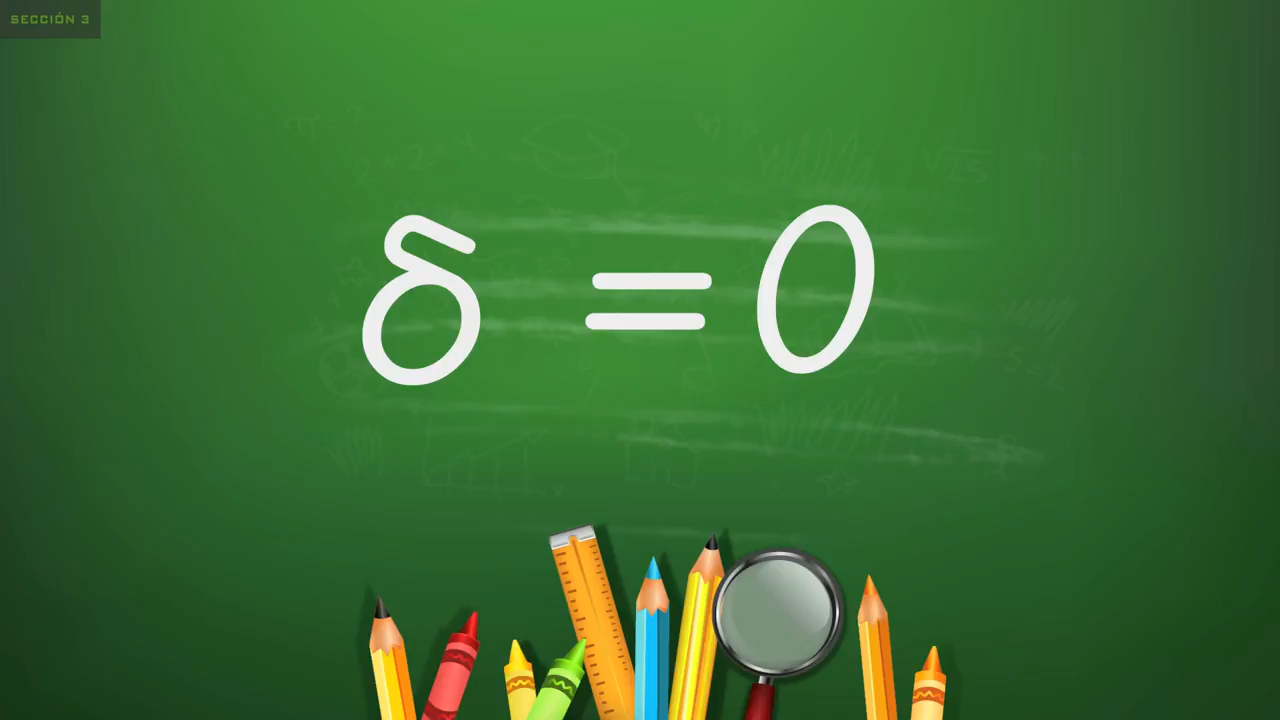 SECCIÓN 3
δ = 0